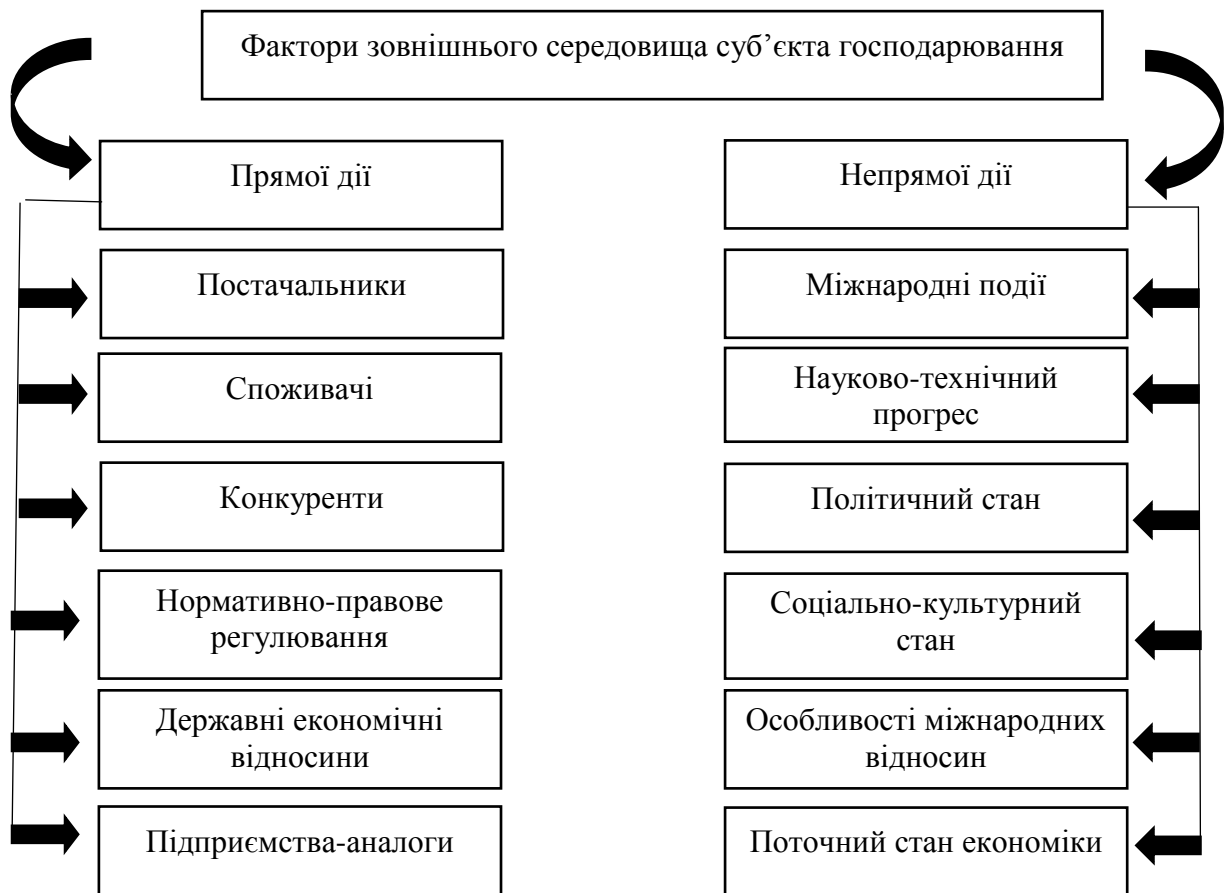 Фактори зовнішнього середовища суб’єкта господарювання
Прямої дії
Постачальники
Споживачі
Конкуренти
Нормативно-правове
регулювання
Державні економічні
відносини
Підприємства-аналоги
Непрямої дії
Міжнародні події
Науково-технічний
прогрес
Політичний стан
Соціально-культурний
стан
Особливості міжнародних
відносин
Поточний стан економіки